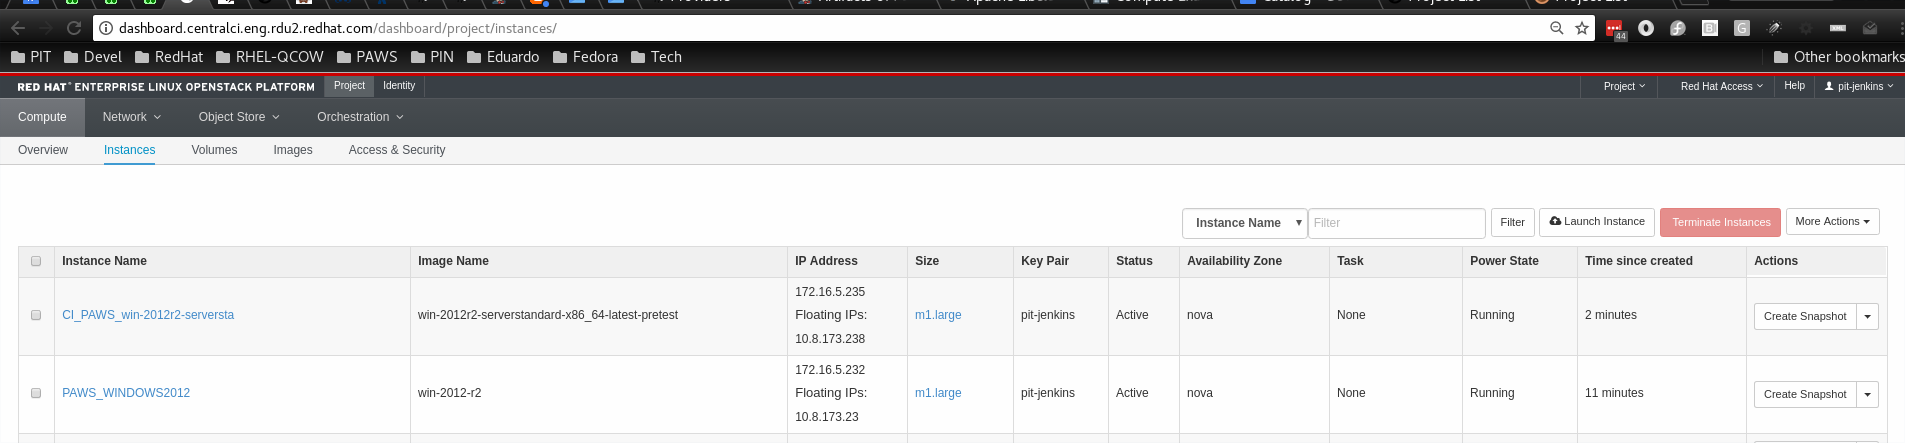 dashboard.centralci.eng.rdu2.redhat.com/dashboard/project/instances/
44
PIT Devel RedHat RHEL-QCOW PAWS PIN Eduardo Fedora Tech Other bookmarks
RED HAT ENTERPRISE LINUX OPENSTACK PLATFORM Project Identity Project Red Hat Access Help pit-jenkins
Compute Network Object Store Orchestration
Overview Instances Volumes Images Access & Security
Instance Name Filter Filter Launch Instance Terminate Instances More Actions
Instance Name Image Name IP Address Size Key Pair Status Availability Zone Task Power State Time since created Actions
172.16.5.235
CI_PAWS_win-2012r2-serversta win-2012r2-serverstandard-x86_64-latest-pretest Floating IPs: m1.large pit-jenkins Active nova None Running 2 minutes Create Snapshot
10.8.173.238
172.16.5.232
PAWS_WINDOWS2012 win-2012-r2 Floating IPs: m1.large pit-jenkins Active nova None Running 11 minutes Create Snapshot
10.8.173.23